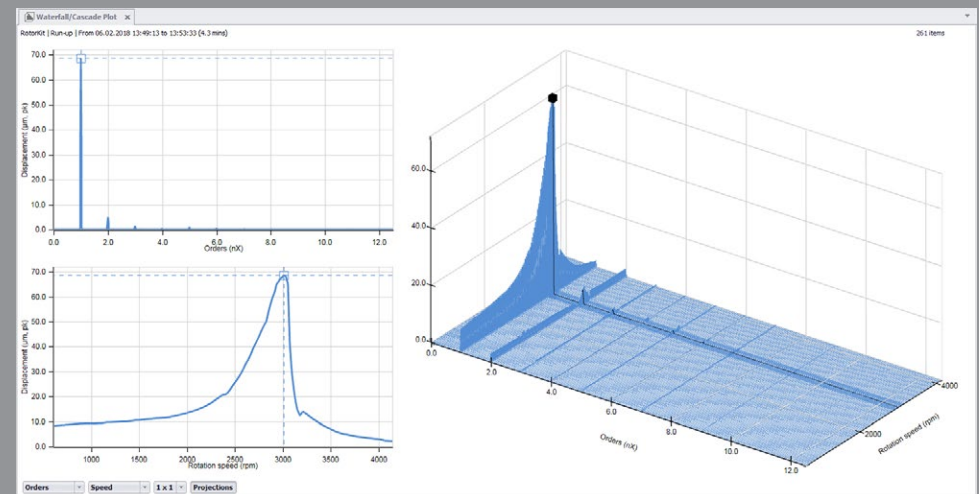 Waterfall/Cascade Plot x
RotorKit | Run-up | From 06.02.2018 13:49:13 to 13:53:33 (4.3 mins)
261 items
70.0
60.0
50.0
40.0
30.0
20.0
10.0
0.0
Displacement (µm, pk)
0.0 2.0 4.0 6.0 8.0 10.0 12.0
Orders (nX)
70.0
60.0
50.0
40.0
30.0
20.0
10.0
0.0
Displacement (µm, pk)
1000 1500 2000 2500 3000 3500 4000
Rotation speed (rpm)
60.0
40.0
20.0
0.0
0.0
2.0
4.0
6.0
8.0
10.0
12.0
Orders (nX)
2000
4000
Rotation speed (rpm)
Orders Speed 1 x 1 Projections